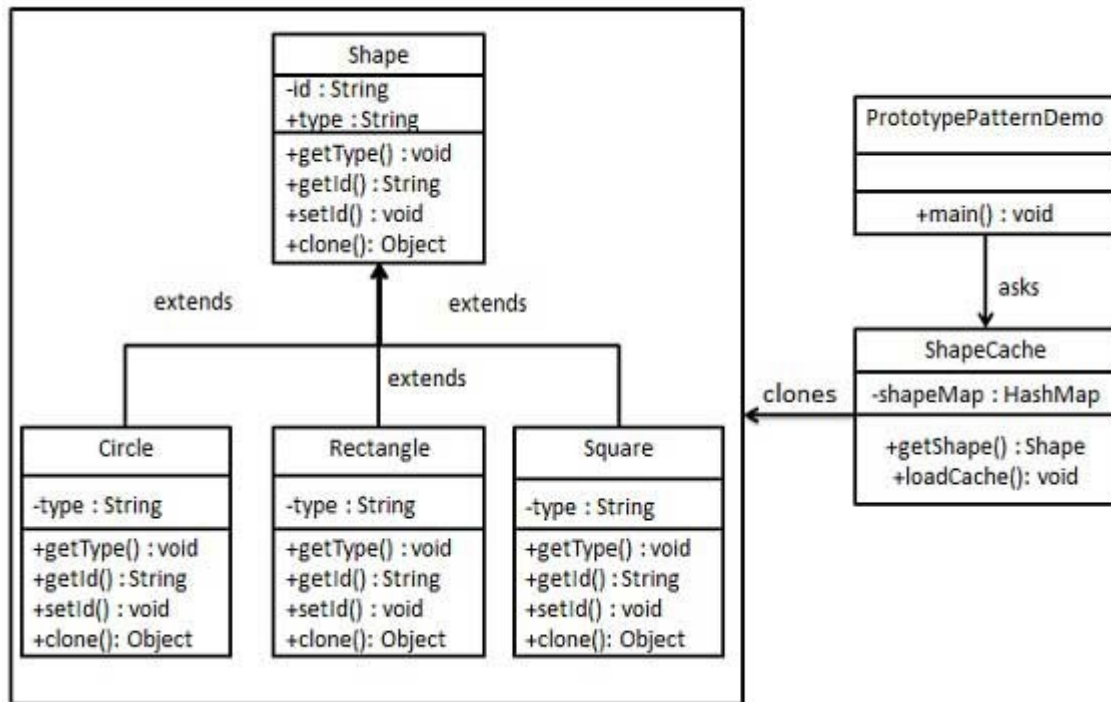 Shape
-id : String
+type : String
+getType() : void
+getId() : String
+setId() : void
+clone(): Object
extends
extends
extends
Circle
-type : String
+getType() : void
+getId() : String
+setId() : void
+clone(): Object
Rectangle
-type : String
+getType() : void
+getId() : String
+setId() : void
+clone(): Object
Square
-type : String
+getType() : void
+getId() : String
+setId() : void
+clone(): Object
PrototypePatternDemo
+main() : void
asks
ShapeCache
-shapeMap : HashMap
+getShape() : Shape
+loadCache(): void
clones